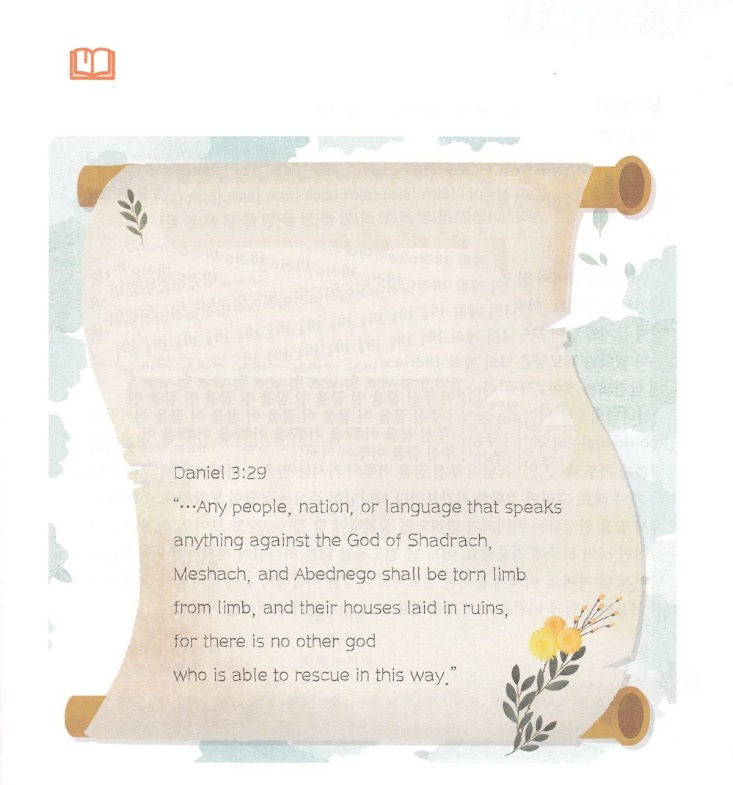 Daniel 3:29
“…Any people, nation, or language that speaks
anything against the God of Shadrach,
Meshach, and Abednego shall be torn limb
from limb, and their houses laid in ruins,
for there is no other god
who is able to rescue in this way.”